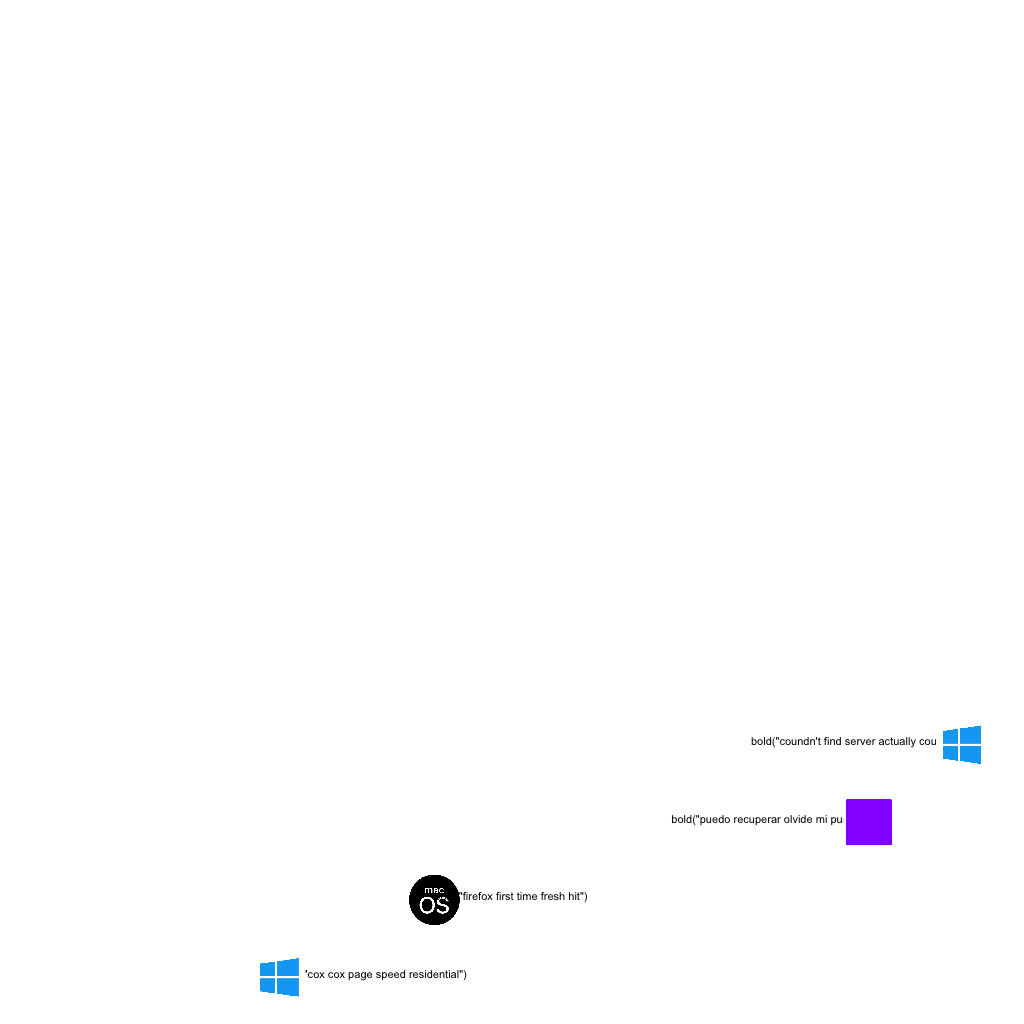 bold("coundn't find server actually cou
bold("puedo recuperar olvide mi pu
mac
OS
"firefox first time fresh hit")
"cox cox page speed residential")